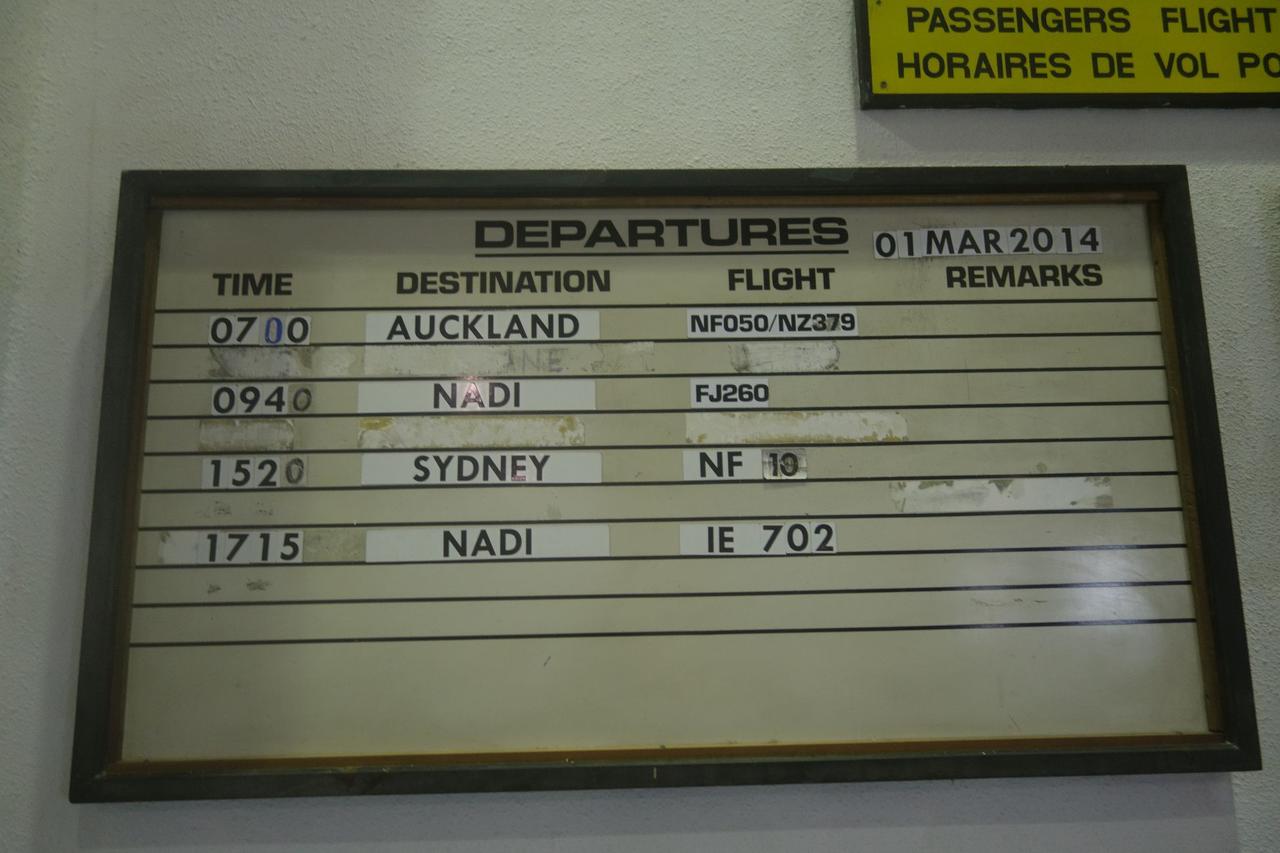 PASSENGERS FLIGHT
HORAIRES DE VOL PO
DEPARTURES 01 MAR 2014
TIME DESTINATION FLIGHT REMARKS
0700 AUCKLAND NF050/NZ379
0940 NADI FJ260
1520 SYDNEY NF 10
1715 NADI IE 702